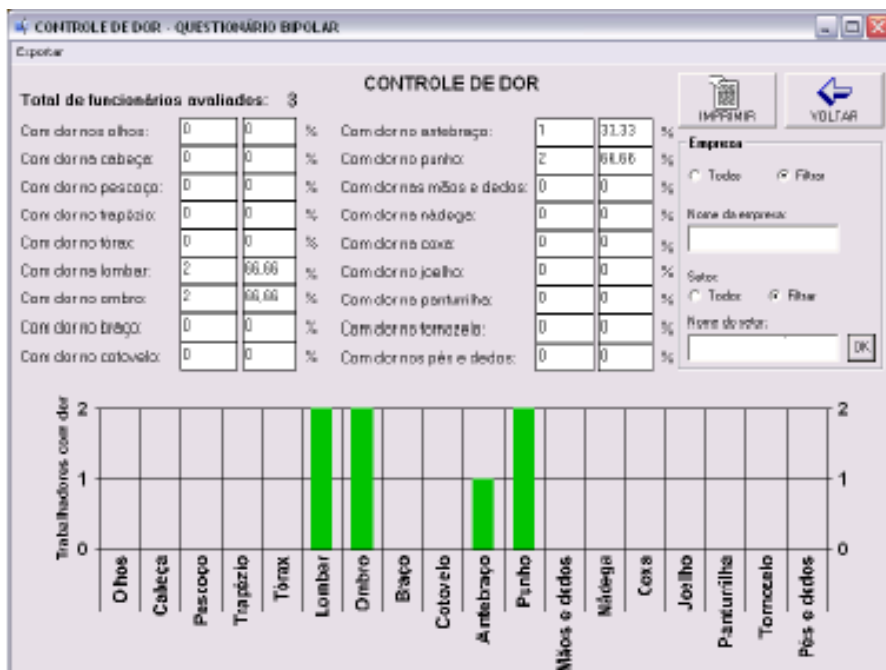 CONTROLE DE DOR - QUESTIONÁRIO BIPOLAR
Exportar
CONTROLE DE DOR
Total de funcionários avaliados: 3
Com dor nos olhos: 0 0 %
Com dor na cabeça: 0 0 %
Com dor no pescoço: 0 0 %
Com dor no trapézio: 0 0 %
Com dor no tórax: 0 0 %
Com dor na lombar: 2 66,66 %
Com dor no ombro: 2 66,66 %
Com dor no braço: 0 0 %
Com dor no cotovelo: 0 0 %
Com dor no antebraço: 1 33,33 %
Com dor no punho: 2 66,66 %
Com dor nas mãos e dedos: 0 0 %
Com dor na nádega: 0 0 %
Com dor na coxa: 0 0 %
Com dor no joelho: 0 0 %
Com dor na panturrilha: 0 0 %
Com dor no tornozelo: 0 0 %
Com dor nos pés e dedos: 0 0 %
IMPRIMIR
VOLTAR
Empresa
Todos Filtrar
Nome da empresa:
Setor:
Todos Filtrar
Nome do setor:
OK
Trabalhadores com dor
2
1
0
2
1
0
Olhos
Cabeça
Pescoço
Trapézio
Tórax
Lombar
Ombro
Braço
Cotovelo
Antebraço
Punho
Mãos e dedos
Nádega
Coxa
Joelho
Panturrilha
Tornozelo
Pés e dedos